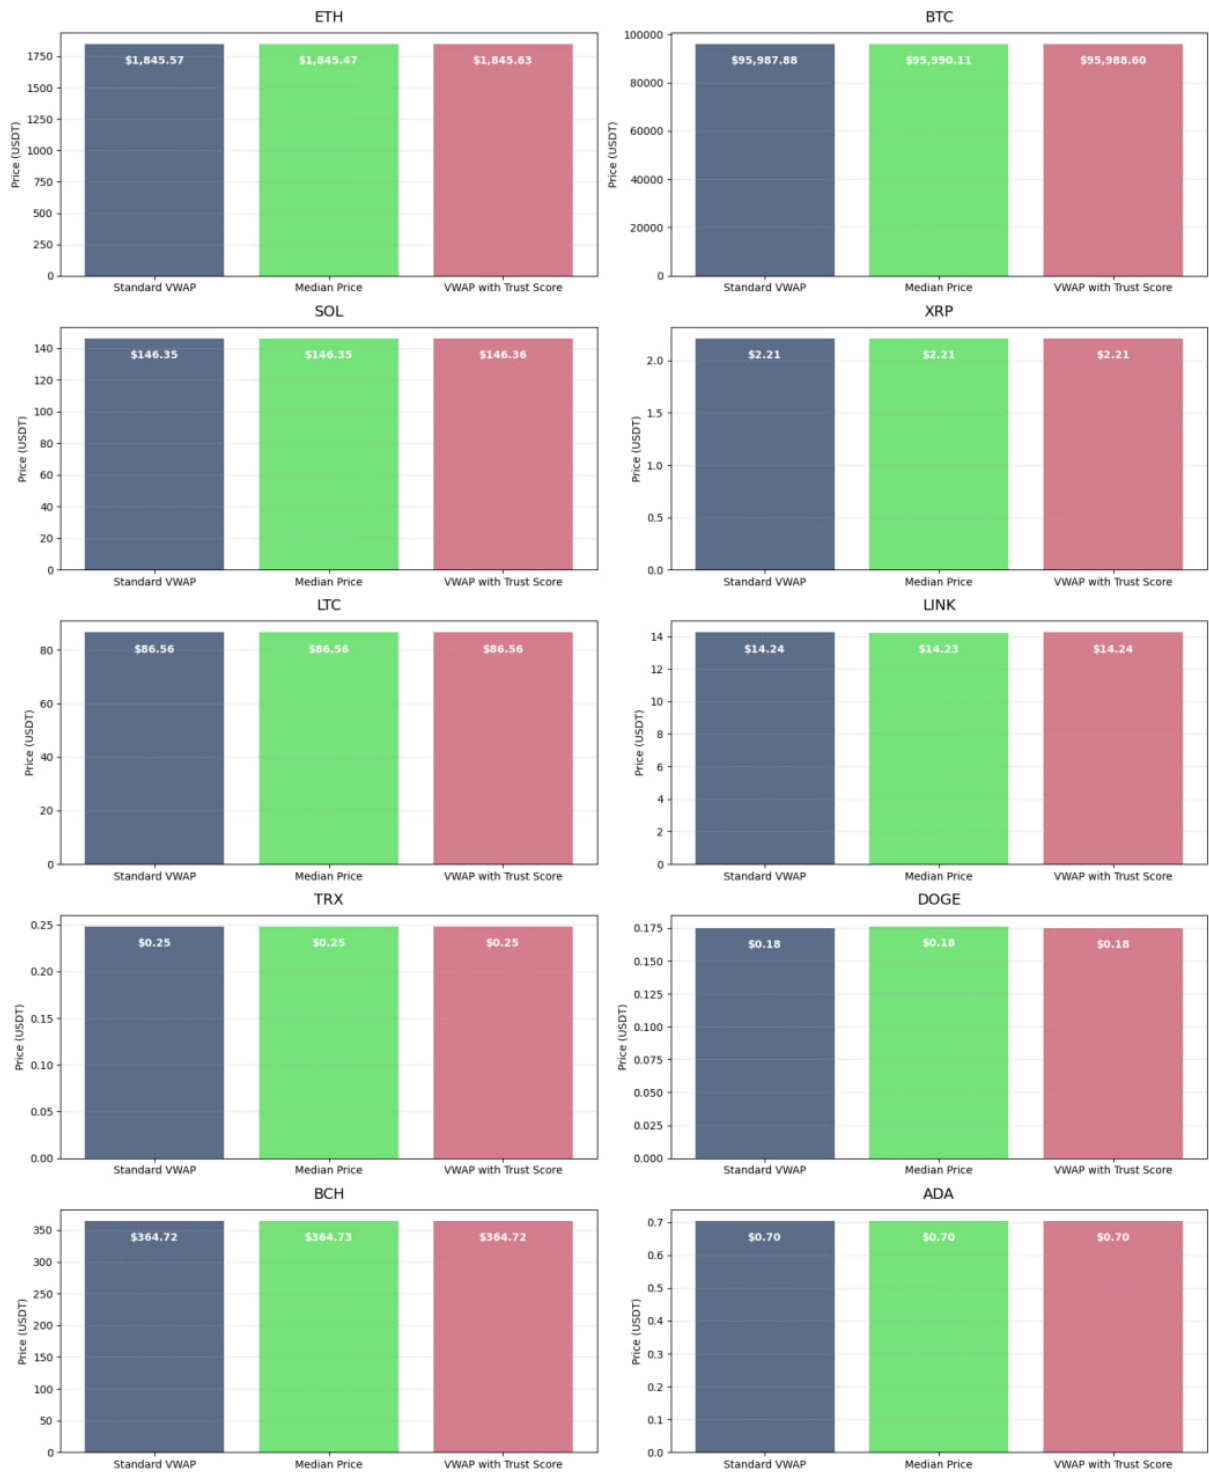 ETH
$1,845.57
$1,845.47
$1,845.63
1750
1500
1250
1000
750
500
250
0
Price (USDT)
Standard VWAP
Median Price
VWAP with Trust Score
BTC
$95,987.88
$95,990.11
$95,988.60
100000
80000
60000
40000
20000
0
Price (USDT)
Standard VWAP
Median Price
VWAP with Trust Score
SOL
$146.35
$146.35
$146.36
140
120
100
80
60
40
20
0
Price (USDT)
Standard VWAP
Median Price
VWAP with Trust Score
XRP
$2.21
$2.21
$2.21
2.0
1.5
1.0
0.5
0.0
Price (USDT)
Standard VWAP
Median Price
VWAP with Trust Score
LTC
$86.56
$86.56
$86.56
80
60
40
20
0
Price (USDT)
Standard VWAP
Median Price
VWAP with Trust Score
LINK
$14.24
$14.23
$14.24
14
12
10
8
6
4
2
0
Price (USDT)
Standard VWAP
Median Price
VWAP with Trust Score
TRX
$0.25
$0.25
$0.25
0.25
0.20
0.15
0.10
0.05
0.00
Price (USDT)
Standard VWAP
Median Price
VWAP with Trust Score
DOGE
$0.18
$0.18
$0.18
0.175
0.150
0.125
0.100
0.075
0.050
0.025
0.000
Price (USDT)
Standard VWAP
Median Price
VWAP with Trust Score
BCH
$364.72
$364.73
$364.72
350
300
250
200
150
100
50
0
Price (USDT)
Standard VWAP
Median Price
VWAP with Trust Score
ADA
$0.70
$0.70
$0.70
0.7
0.6
0.5
0.4
0.3
0.2
0.1
0.0
Price (USDT)
Standard VWAP
Median Price
VWAP with Trust Score